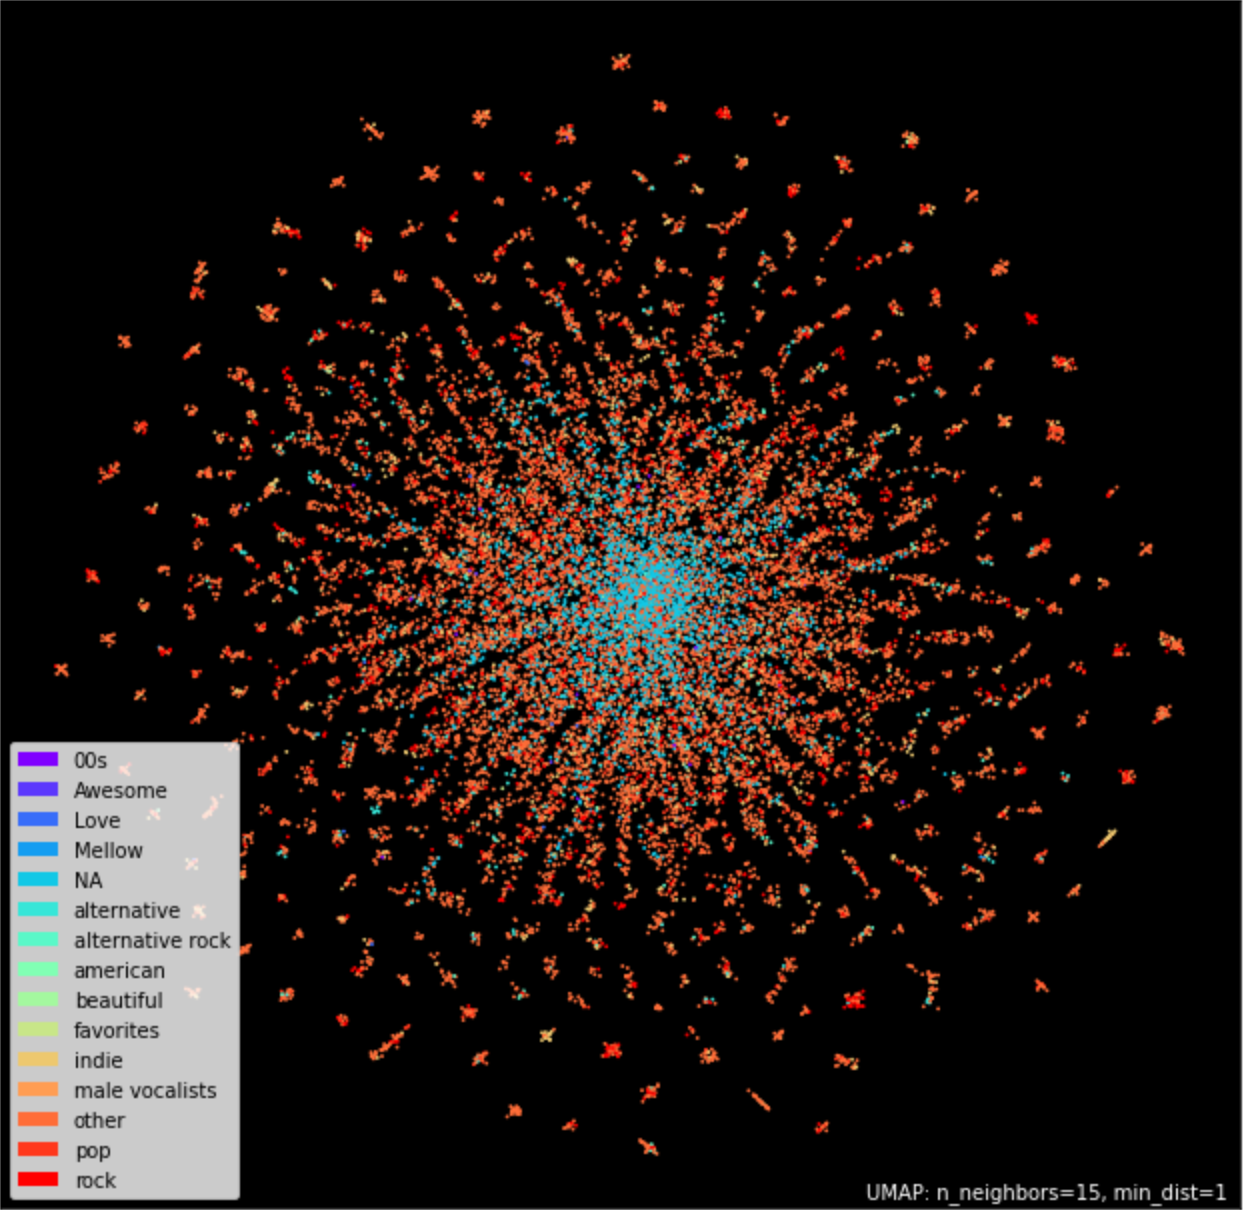 00s
Awesome
Love
Mellow
NA
alternative
alternative rock
american
beautiful
favorites
indie
male vocalists
other
pop
rock
UMAP: n_neighbors=15, min_dist=1